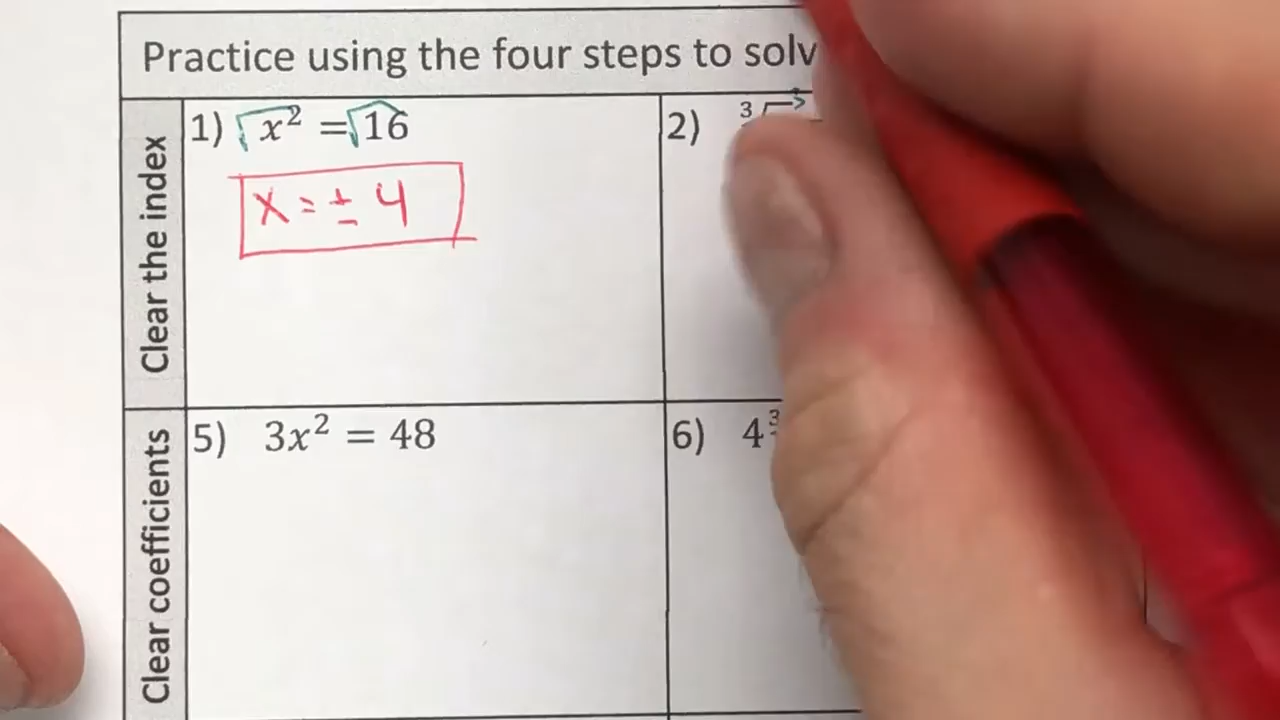 Practice using the four steps to
Clear the index
1) √x² = √16
x = ± 4
2) ³√
Clear coefficients
5) 3x² = 48
6) 4